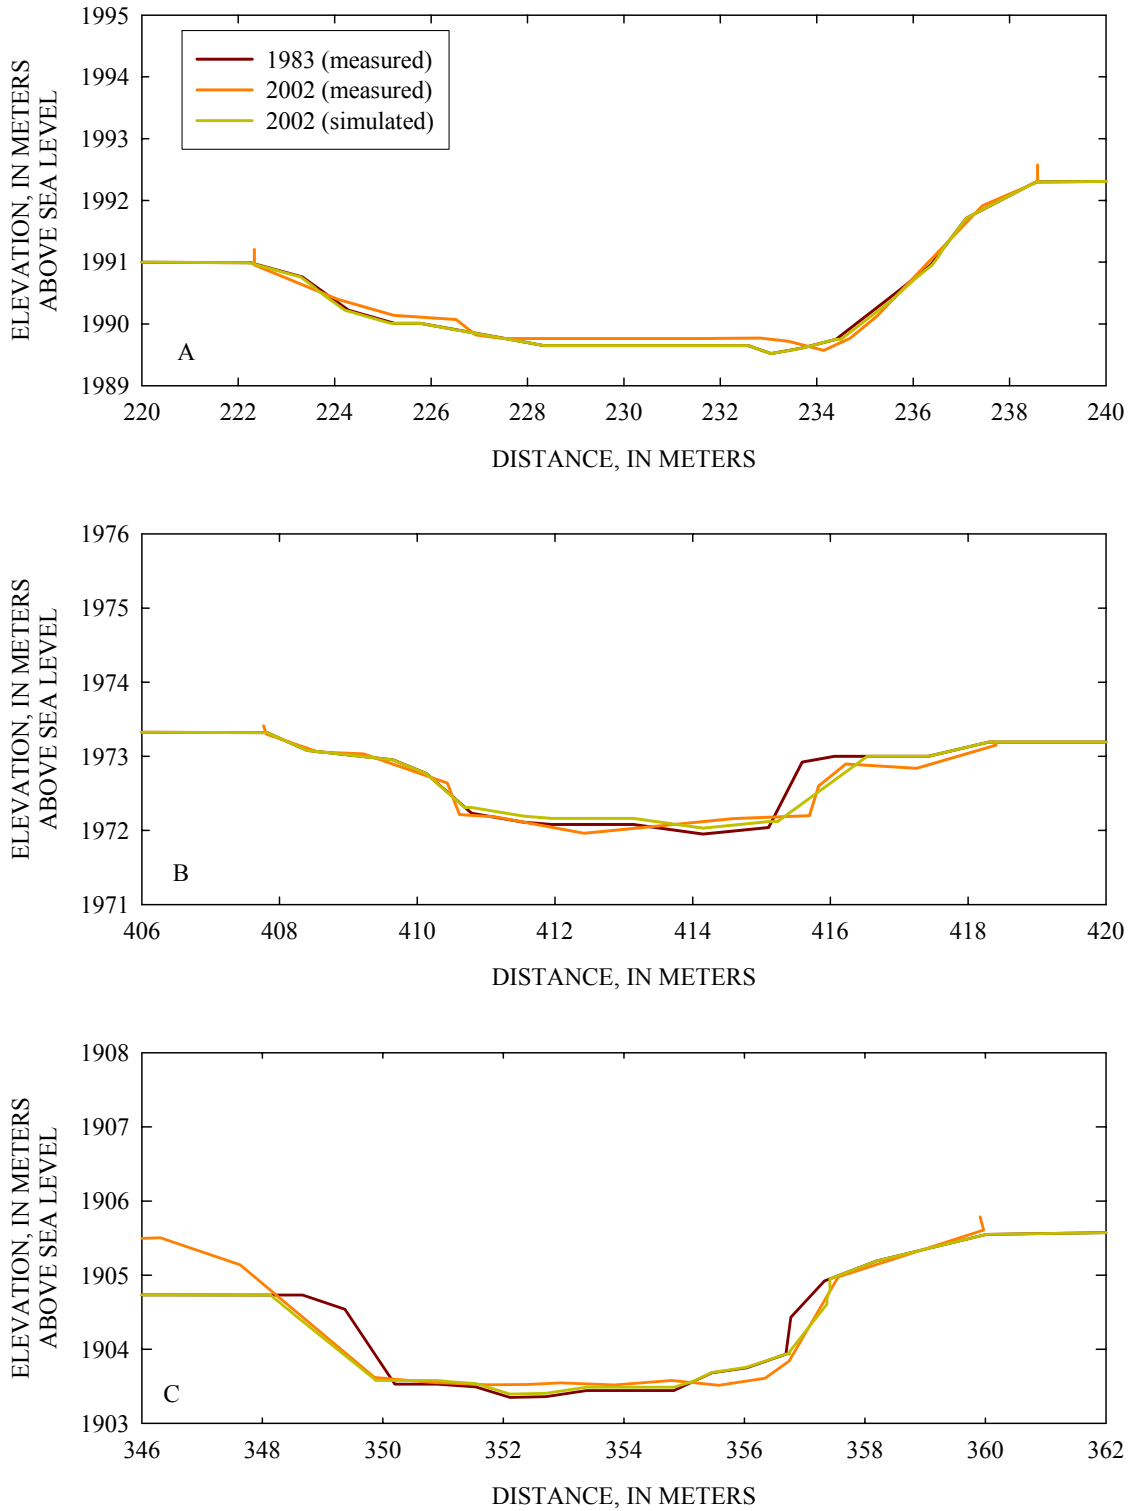 1995
1994
1993
1992
1991
1990
1989
ELEVATION, IN METERS
ABOVE SEA LEVEL
1983 (measured)
2002 (measured)
2002 (simulated)
A
220 222 224 226 228 230 232 234 236 238 240
DISTANCE, IN METERS
1976
1975
1974
1973
1972
1971
ELEVATION, IN METERS
ABOVE SEA LEVEL
B
406 408 410 412 414 416 418 420
DISTANCE, IN METERS
1908
1907
1906
1905
1904
1903
ELEVATION, IN METERS
ABOVE SEA LEVEL
C
346 348 350 352 354 356 358 360 362
DISTANCE, IN METERS